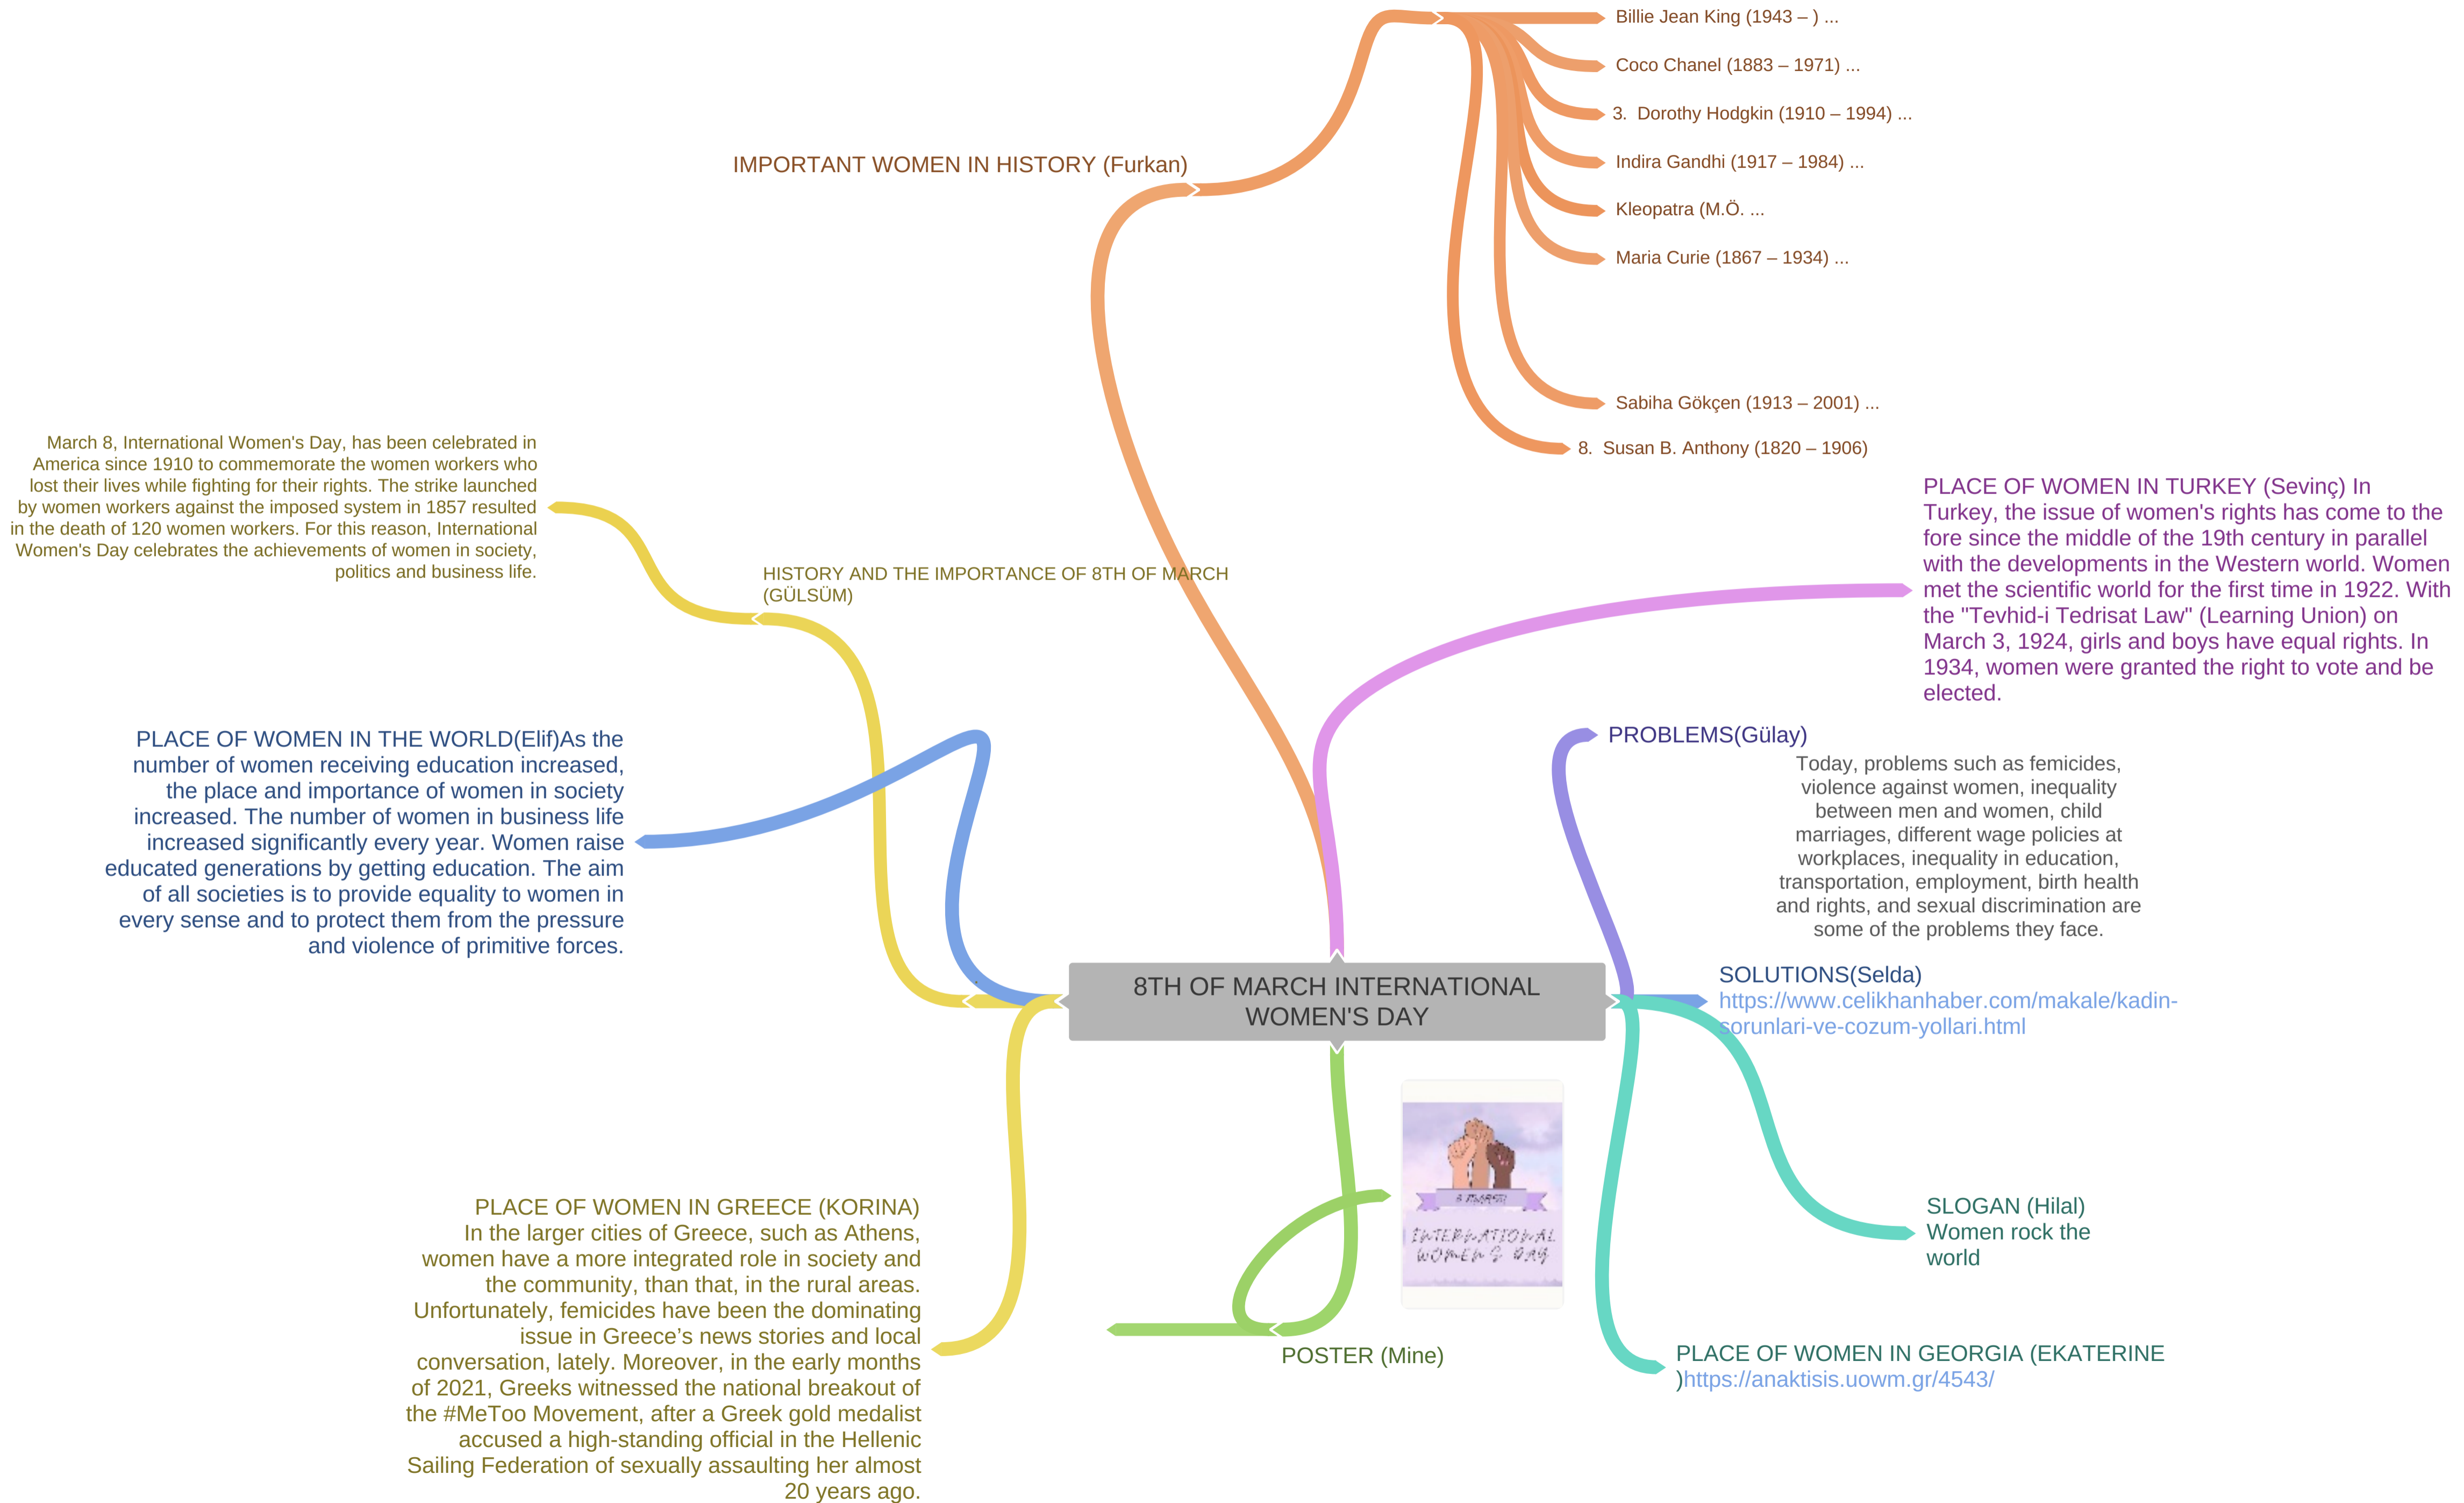 Billie Jean King (1943 – ) ...
Coco Chanel (1883 – 1971) ...
3. Dorothy Hodgkin (1910 – 1994) ...
Indira Gandhi (1917 – 1984) ...
Kleopatra (M.Ö. ...
Maria Curie (1867 – 1934) ...
Sabiha Gökçen (1913 – 2001) ...
8. Susan B. Anthony (1820 – 1906)
IMPORTANT WOMEN IN HISTORY (Furkan)
March 8, International Women's Day, has been celebrated in
America since 1910 to commemorate the women workers who
lost their lives while fighting for their rights. The strike launched
by women workers against the imposed system in 1857 resulted
in the death of 120 women workers. For this reason, International
Women's Day celebrates the achievements of women in society,
politics and business life.
HISTORY AND THE IMPORTANCE OF 8TH OF MARCH
(GÜLSÜM)
PLACE OF WOMEN IN TURKEY (Sevinç) In
Turkey, the issue of women's rights has come to the
fore since the middle of the 19th century in parallel
with the developments in the Western world. Women
met the scientific world for the first time in 1922. With
the "Tevhid-i Tedrisat Law" (Learning Union) on
March 3, 1924, girls and boys have equal rights. In
1934, women were granted the right to vote and be
elected.
PLACE OF WOMEN IN THE WORLD(Elif)As the
number of women receiving education increased,
the place and importance of women in society
increased. The number of women in business life
increased significantly every year. Women raise
educated generations by getting education. The aim
of all societies is to provide equality to women in
every sense and to protect them from the pressure
and violence of primitive forces.
PROBLEMS(Gülay)
Today, problems such as femicides,
violence against women, inequality
between men and women, child
marriages, different wage policies at
workplaces, inequality in education,
transportation, employment, birth health
and rights, and sexual discrimination are
some of the problems they face.
8TH OF MARCH INTERNATIONAL
WOMEN'S DAY
SOLUTIONS(Selda)
https://www.celikhanhaber.com/makale/kadin-
sorunlari-ve-cozum-yollari.html
8 MARCH
INTERNATIONAL
WOMEN'S DAY
POSTER (Mine)
SLOGAN (Hilal)
Women rock the
world
PLACE OF WOMEN IN GREECE (KORINA)
In the larger cities of Greece, such as Athens,
women have a more integrated role in society and
the community, than that, in the rural areas.
Unfortunately, femicides have been the dominating
issue in Greece’s news stories and local
conversation, lately. Moreover, in the early months
of 2021, Greeks witnessed the national breakout of
the #MeToo Movement, after a Greek gold medalist
accused a high-standing official in the Hellenic
Sailing Federation of sexually assaulting her almost
20 years ago.
PLACE OF WOMEN IN GEORGIA (EKATERINE
)https://anaktisis.uowm.gr/4543/